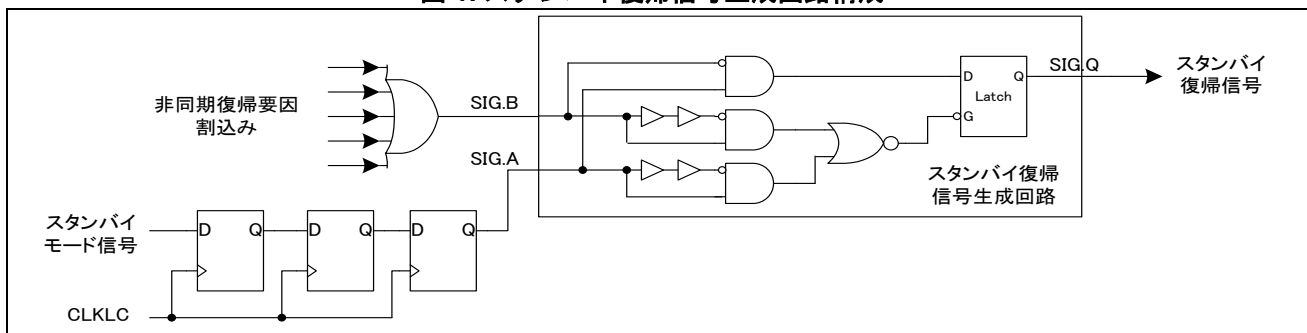 非同期復帰要因
割込み
SIG.B
SIG.A
スタンバイ
モード信号
D Q
D Q
D Q
CLKLC
D Q
Latch
G
SIG.Q
スタンバイ
復帰信号
スタンバイ復帰
信号生成回路